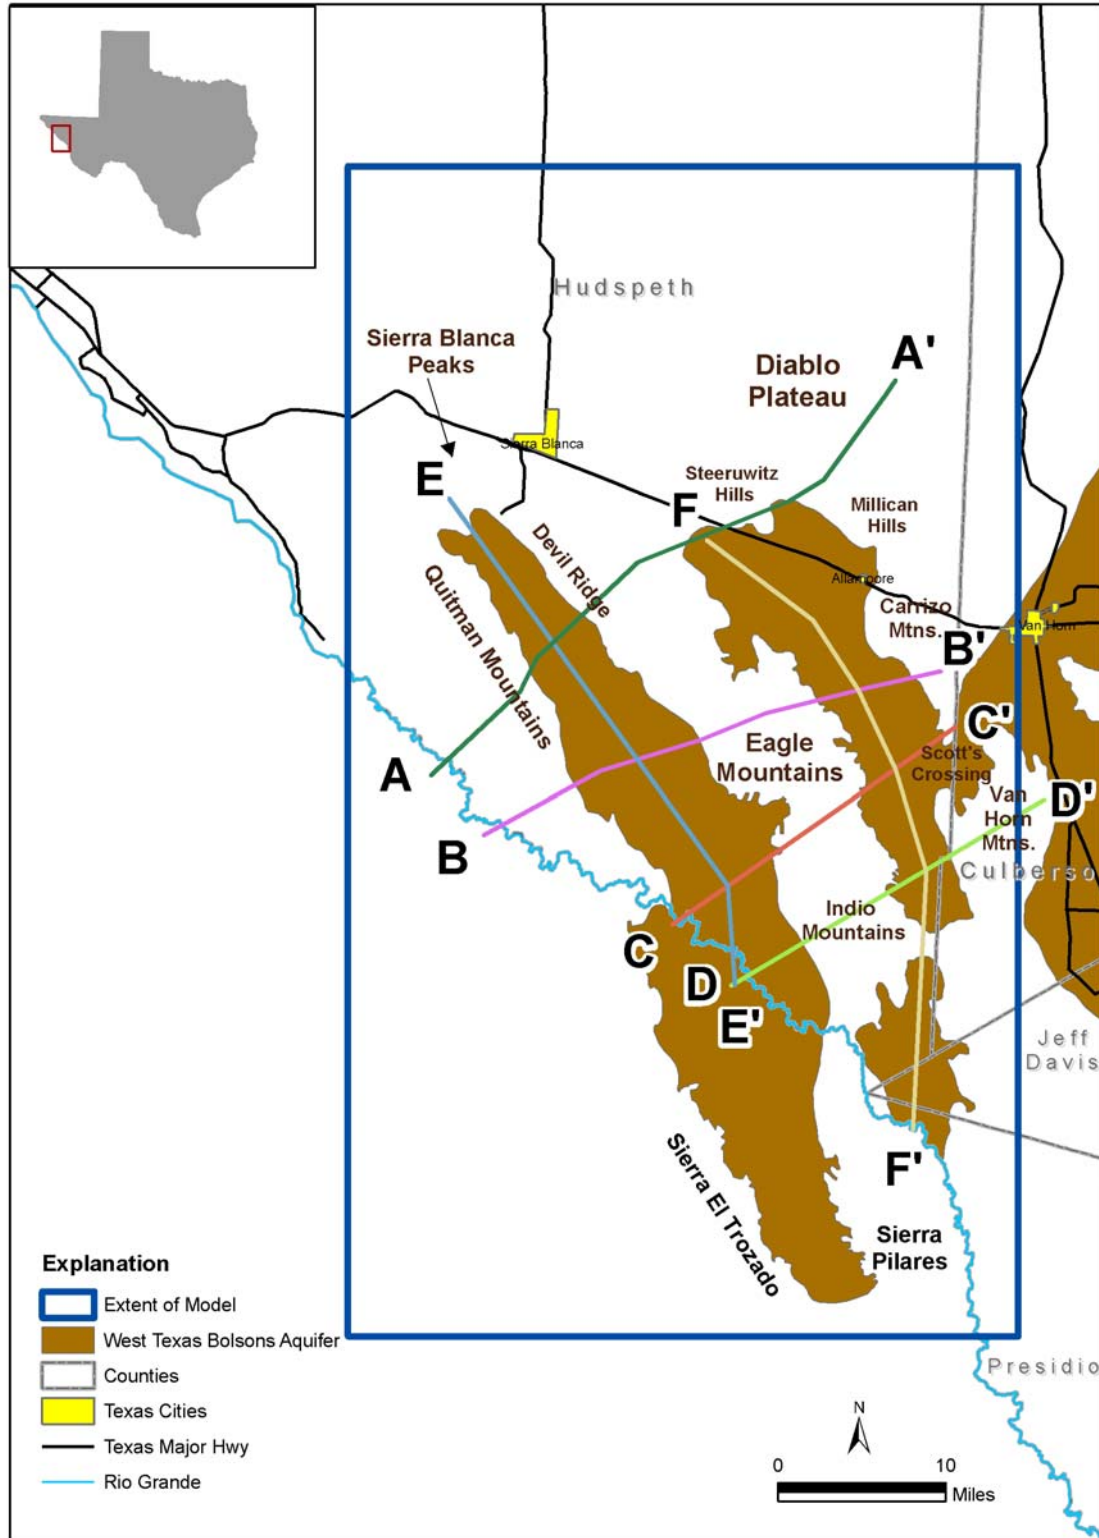 Hudspeth
Sierra Blanca
Peaks
A'
Diablo
Plateau
Sierra Blanca
E
Steeruwitz
Hills
F
Millican
Hills
Devil Ridge
Quitman Mountains
Allamoore
Carrizo
Mtns.
Van Horn
B'
C'
A
Eagle
Mountains
Scott's
Crossing
Van
Horn
Mtns.
D'
B
Culberso
Indio
Mountains
C
D
E'
Jeff
Davis
F'
Sierra El Trozado
Sierra
Pilares
Presidio
Explanation
Extent of Model
West Texas Bolsons Aquifer
Counties
Texas Cities
Texas Major Hwy
Rio Grande
N
0 10
Miles